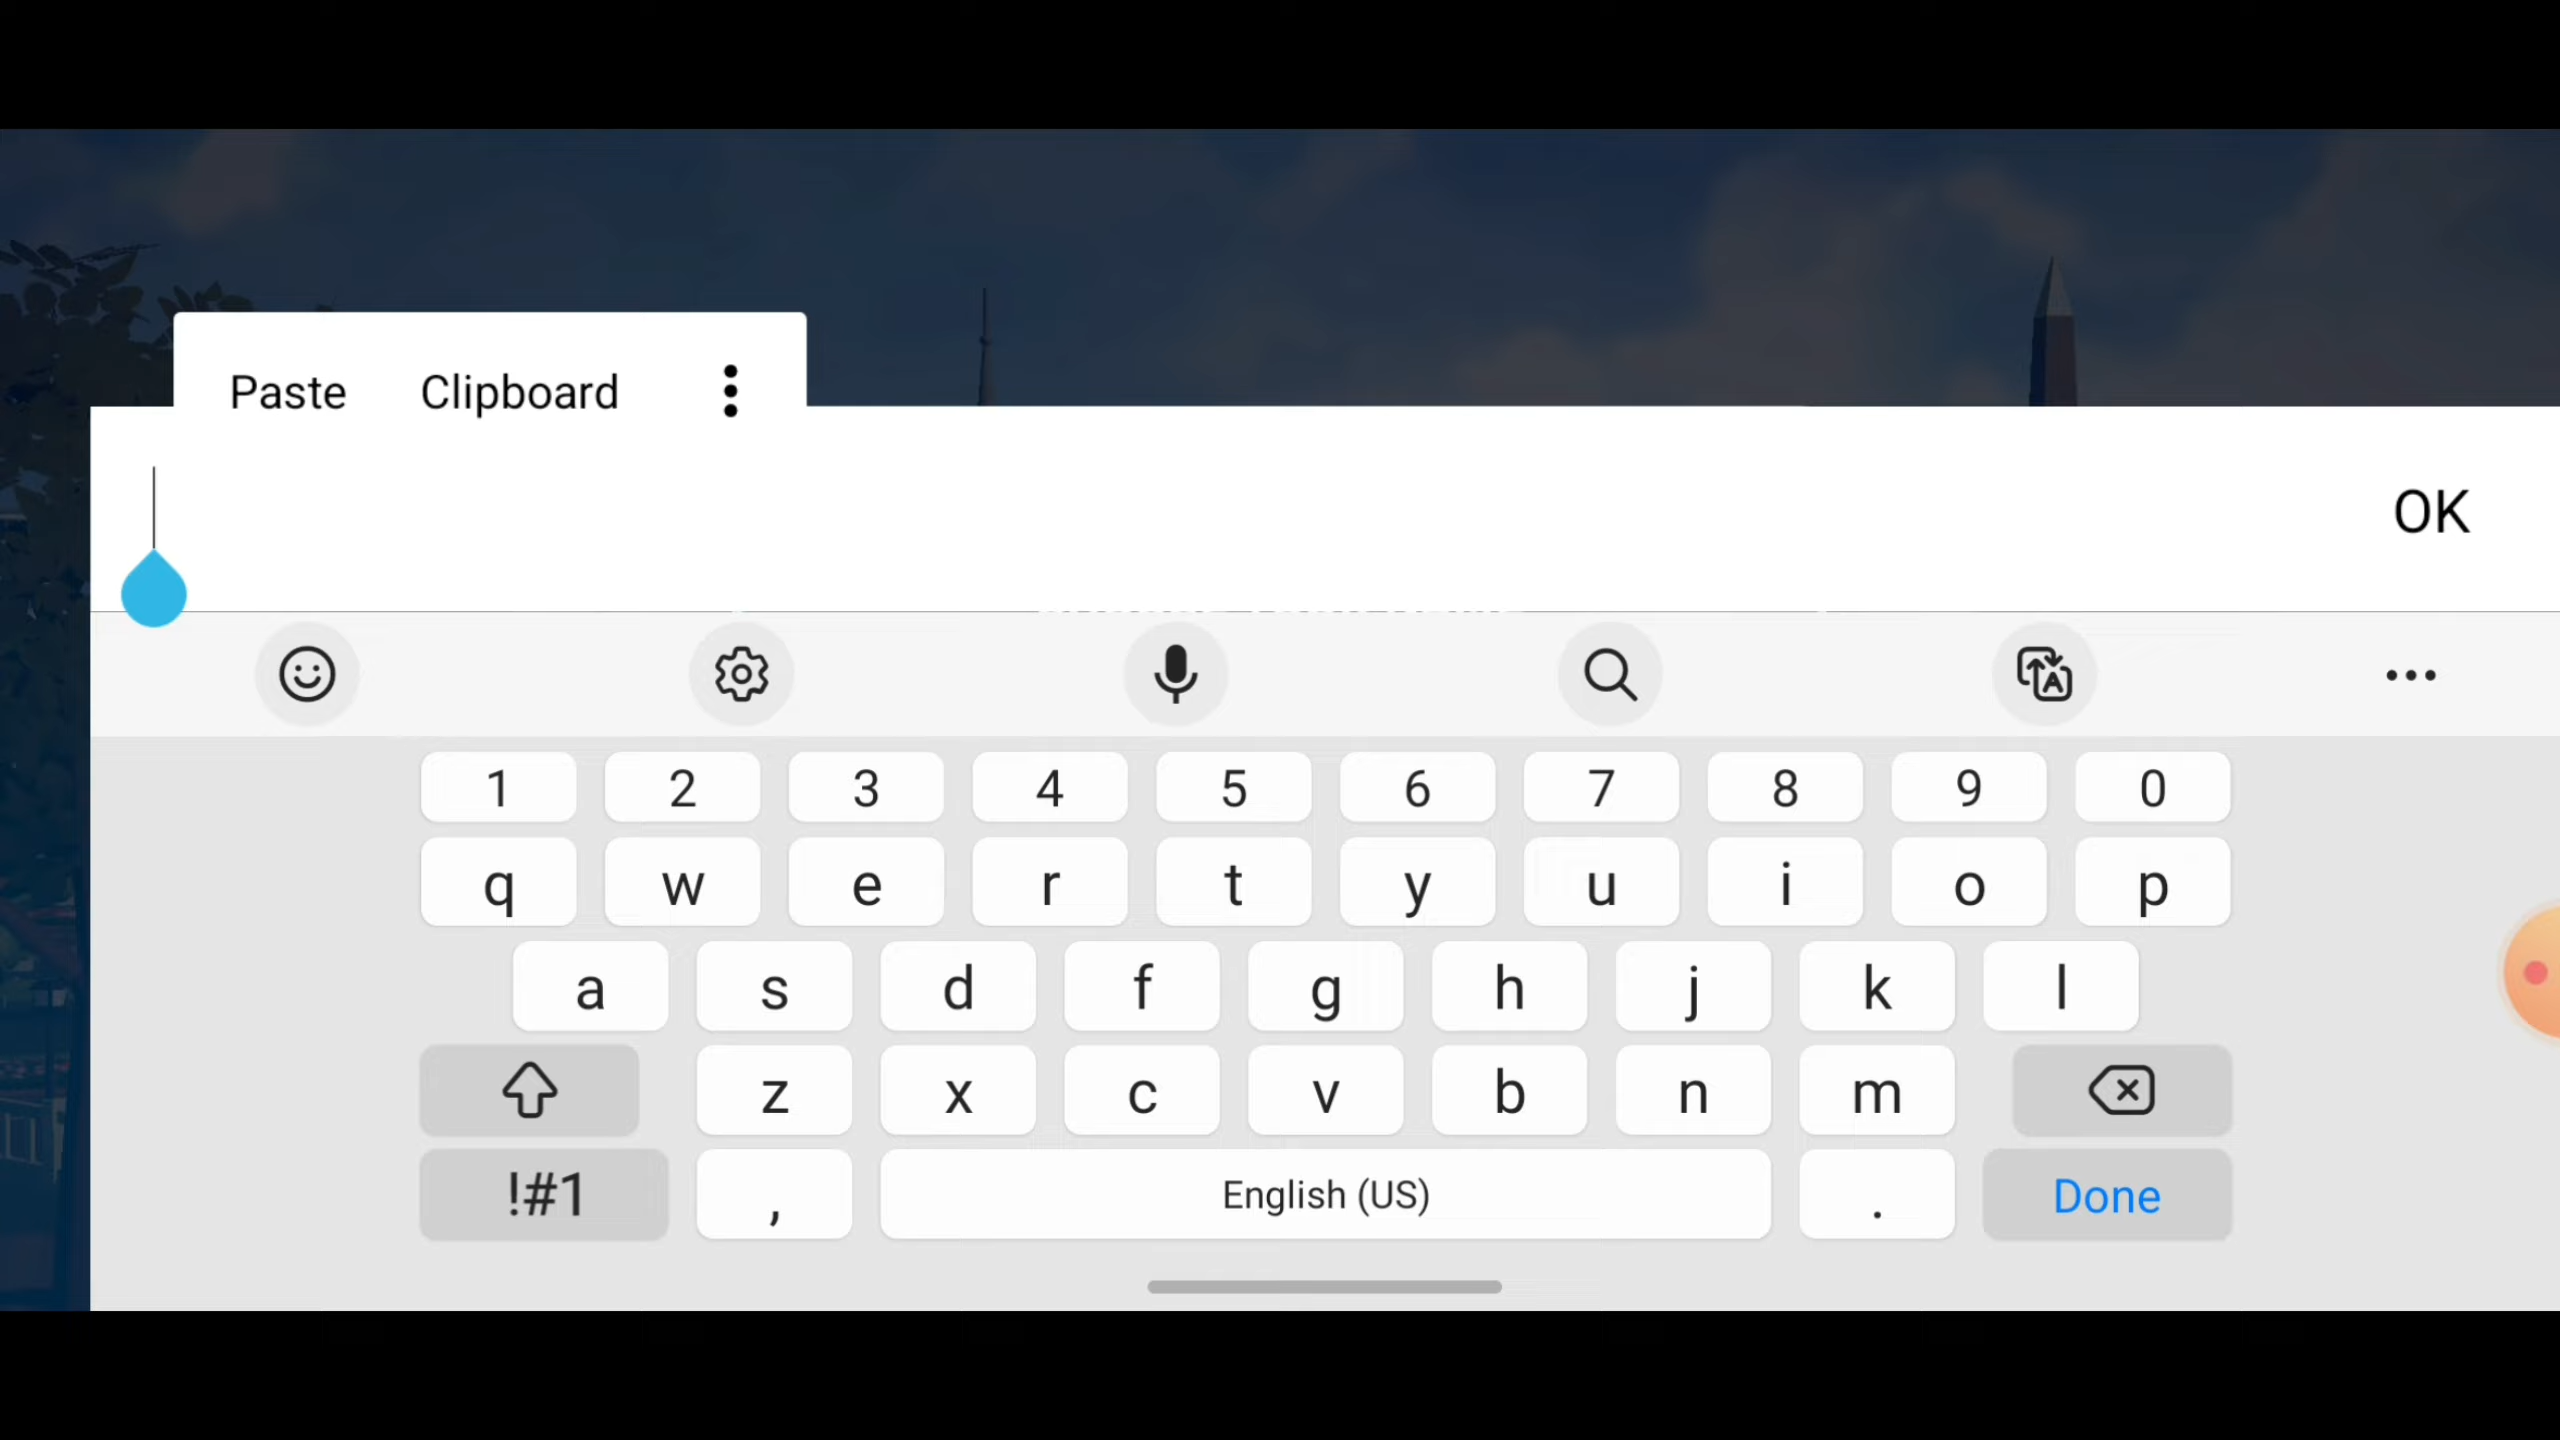 Paste Clipboard
OK
1 2 3 4 5 6 7 8 9 0
q w e r t y u i o p
a s d f g h j k l
z x c v b n m
!#1 , English (US) . Done